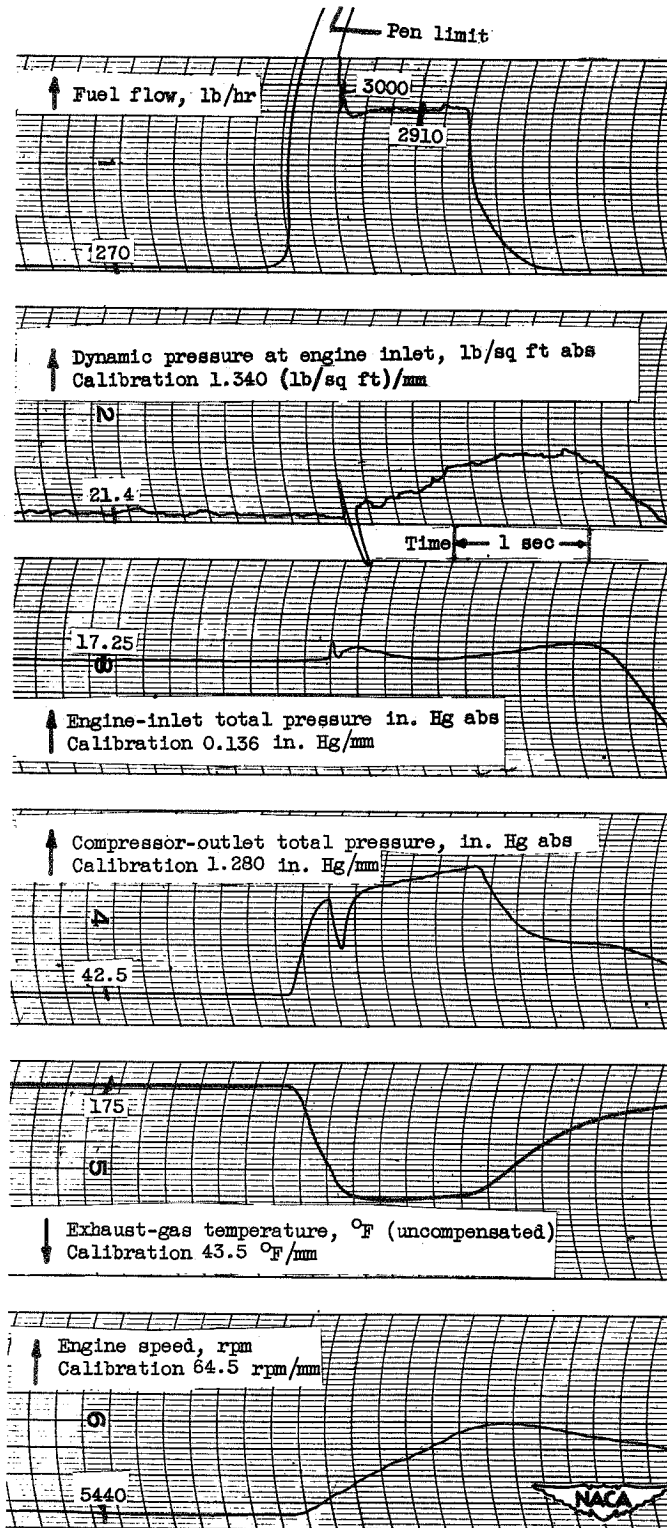 Pen limit
Fuel flow, lb/hr
3000
2910
1
270
Dynamic pressure at engine inlet, lb/sq ft abs
Calibration 1.340 (lb/sq ft)/mm
2
21.4
Time
1 sec
17.25
Engine-inlet total pressure in. Hg abs
Calibration 0.136 in. Hg/mm
Compressor-outlet total pressure, in. Hg abs
Calibration 1.280 in. Hg/mm
4
42.5
175
5
Exhaust-gas temperature, °F (uncompensated)
Calibration 43.5 °F/mm
Engine speed, rpm
Calibration 64.5 rpm/mm
6
5440
NACA